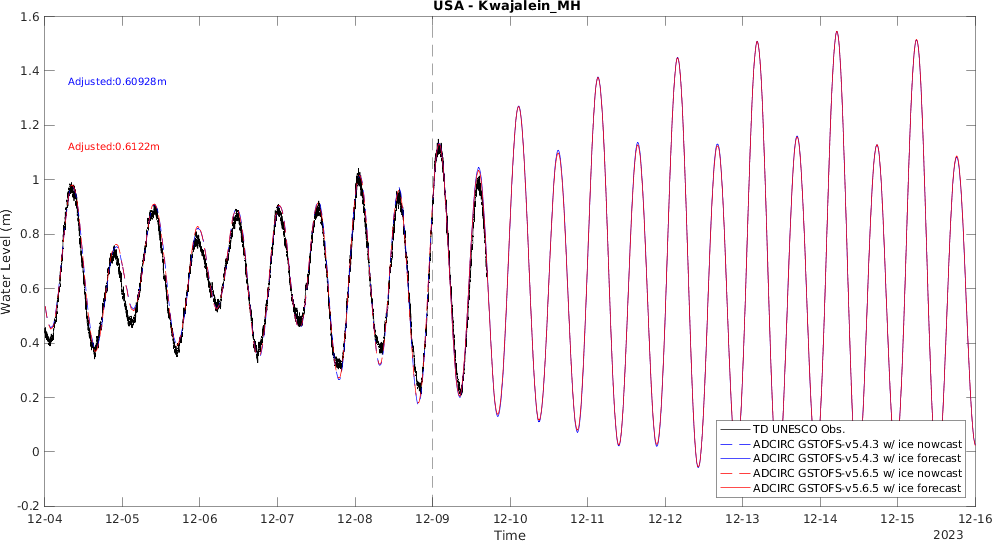 USA - Kwajalein_MH
1.6
1.4
1.2
1
0.8
0.6
0.4
0.2
0
-0.2
Water Level (m)
Adjusted:0.60928m
Adjusted:0.6122m
TD UNESCO Obs.
ADCIRC GSTOFS-v5.4.3 w/ ice nowcast
ADCIRC GSTOFS-v5.4.3 w/ ice forecast
ADCIRC GSTOFS-v5.6.5 w/ ice nowcast
ADCIRC GSTOFS-v5.6.5 w/ ice forecast
12-04 12-05 12-06 12-07 12-08 12-09 12-10 12-11 12-12 12-13 12-14 12-15 12-16
Time
2023